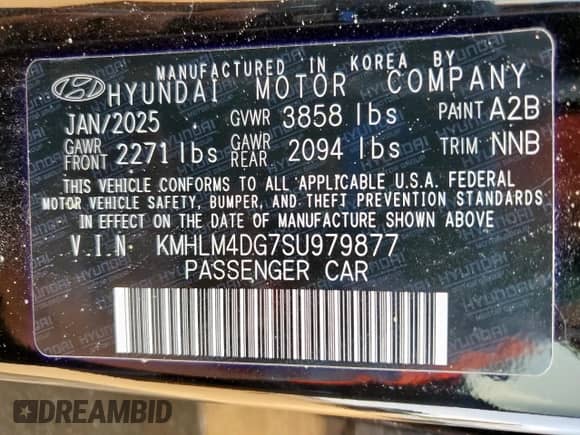 MANUFACTURED IN KOREA BY
HYUNDAI MOTOR COMPANY
JAN/2025 GVWR 3858 lbs PAINT A2B
GAWR FRONT 2271 lbs GAWR REAR 2094 lbs TRIM NNB
THIS VEHICLE CONFORMS TO ALL APPLICABLE U.S.A. FEDERAL
MOTOR VEHICLE SAFETY, BUMPER, AND THEFT PREVENTION STANDARDS
IN EFFECT ON THE DATE OF MANUFACTURE SHOWN ABOVE
V.I.N KMHLM4DG7SU979877
PASSENGER CAR
DREAMBID